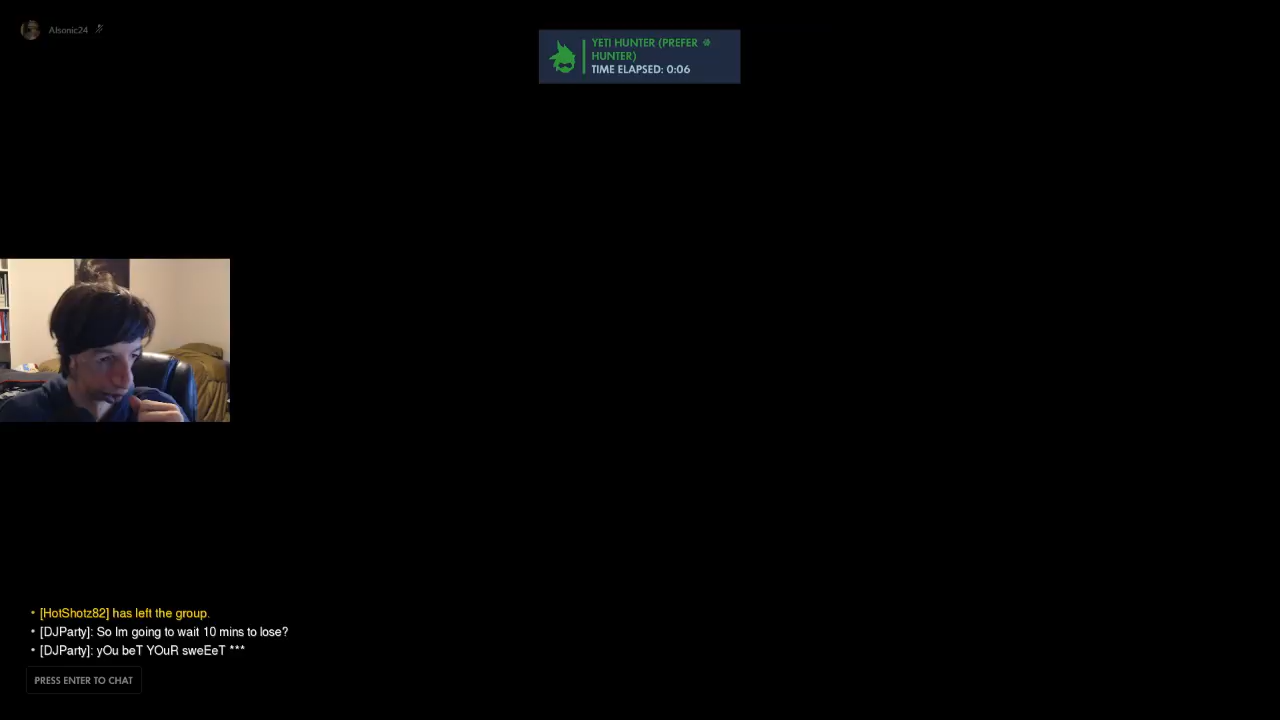 Alsonic24
YETI HUNTER (PREFER
HUNTER)
TIME ELAPSED: 0:06
• [HotShotz82] has left the group.
• [DJParty]: So Im going to wait 10 mins to lose?
• [DJParty]: yOu beT YOuR sweEeT ***
PRESS ENTER TO CHAT